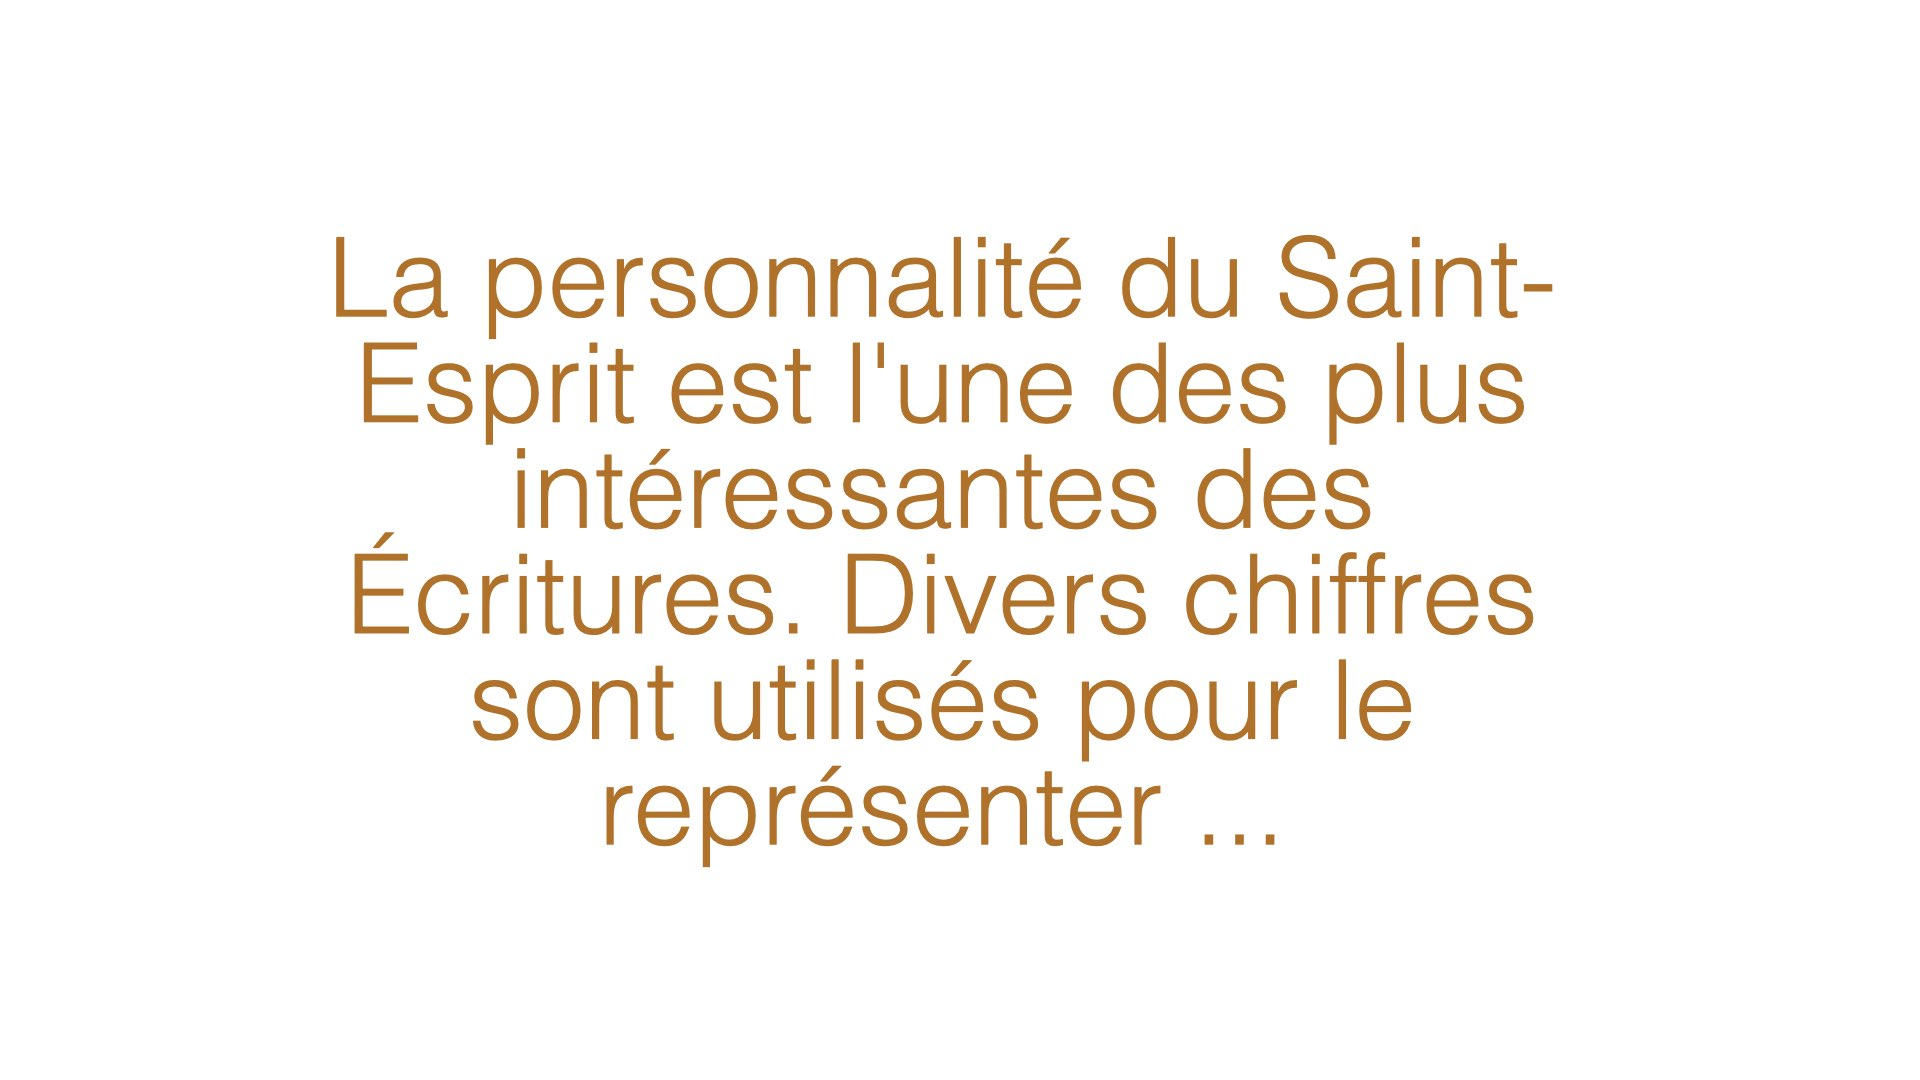 La personnalité du Saint-
Esprit est l'une des plus
intéressantes des
Écritures. Divers chiffres
sont utilisés pour le
représenter ...